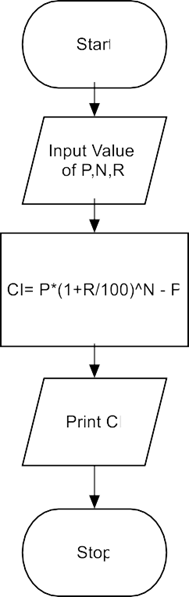 Start
Input Value
of P,N,R
CI= P*(1+R/100)^N - P
Print CI
Stop